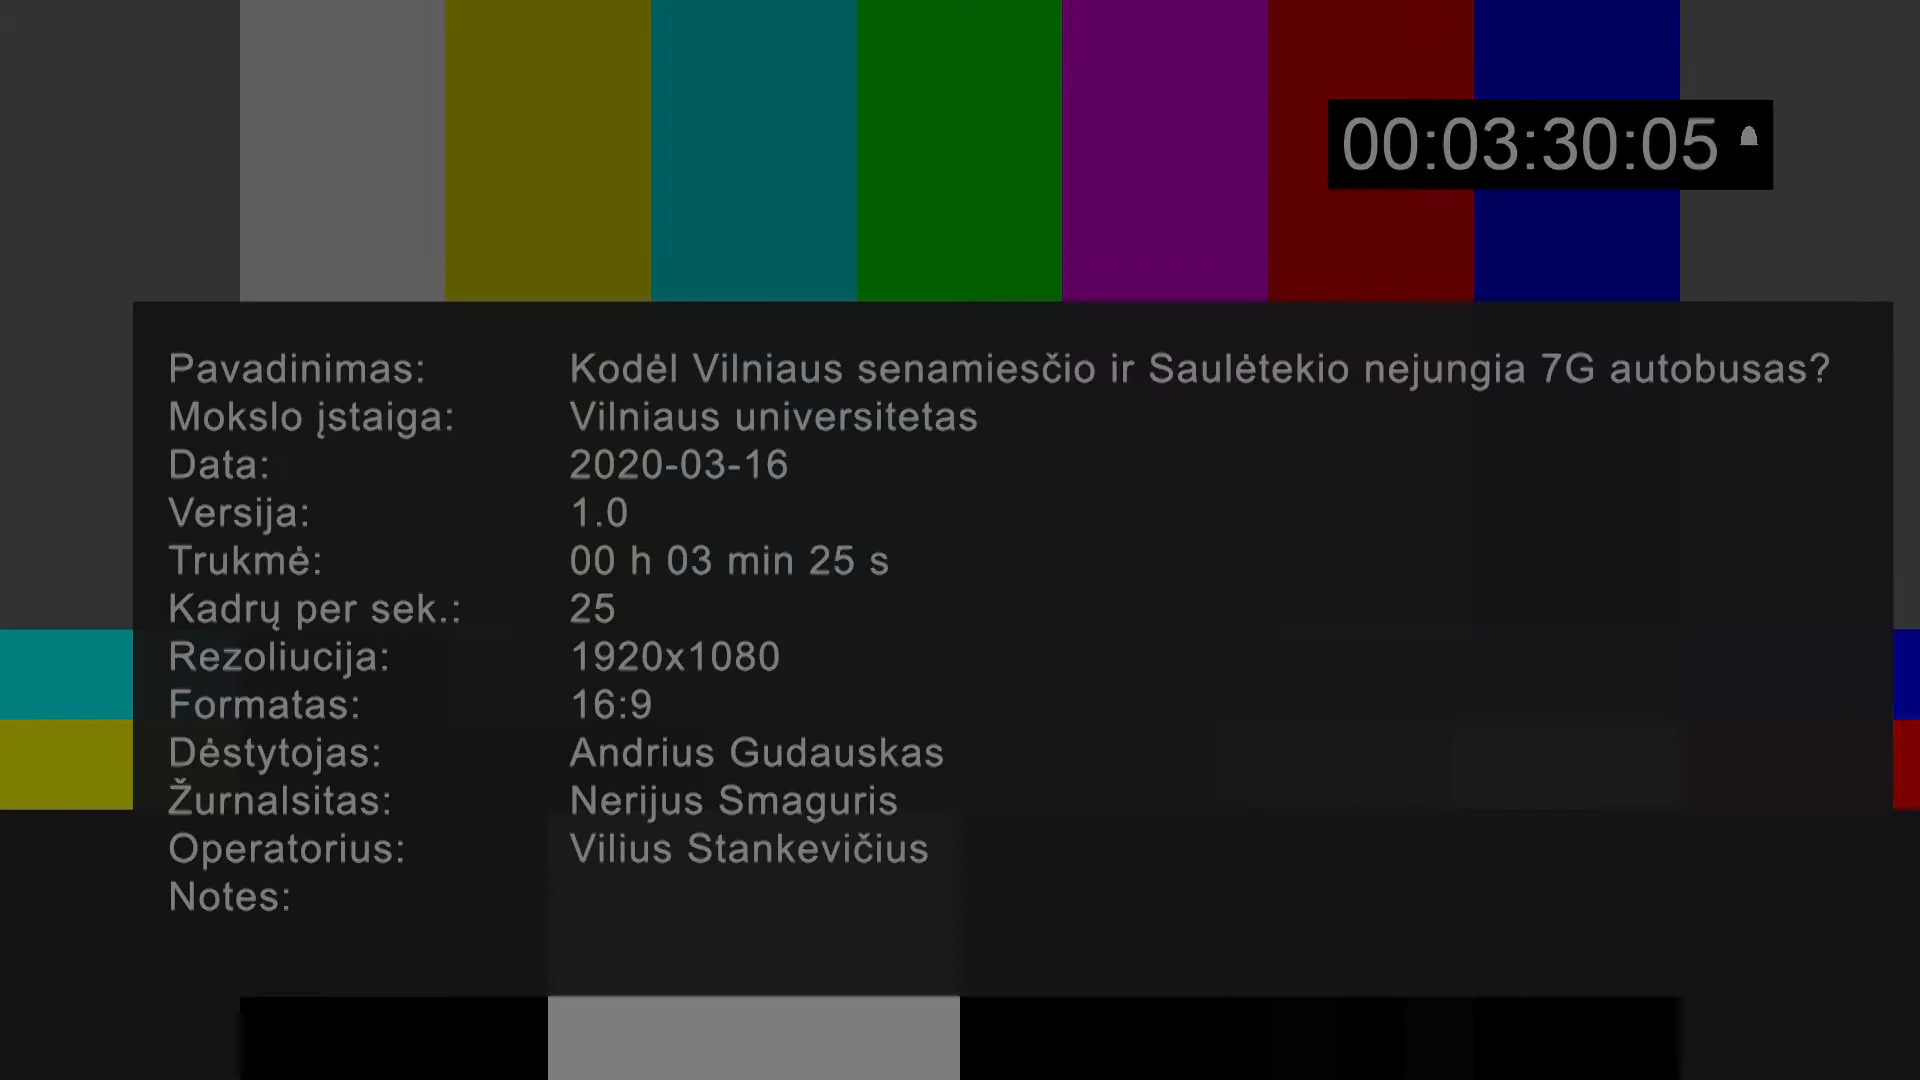 00:03:30:05
Pavadinimas: Kodėl Vilniaus senamiesčio ir Saulėtekio nejungia 7G autobusas?
Mokslo įstaiga: Vilniaus universitetas
Data: 2020-03-16
Versija: 1.0
Trukmė: 00 h 03 min 25 s
Kadrų per sek.: 25
Rezoliucija: 1920x1080
Formatas: 16:9
Dėstytojas: Andrius Gudauskas
Žurnalsitas: Nerijus Smaguris
Operatorius: Vilius Stankevičius
Notes: